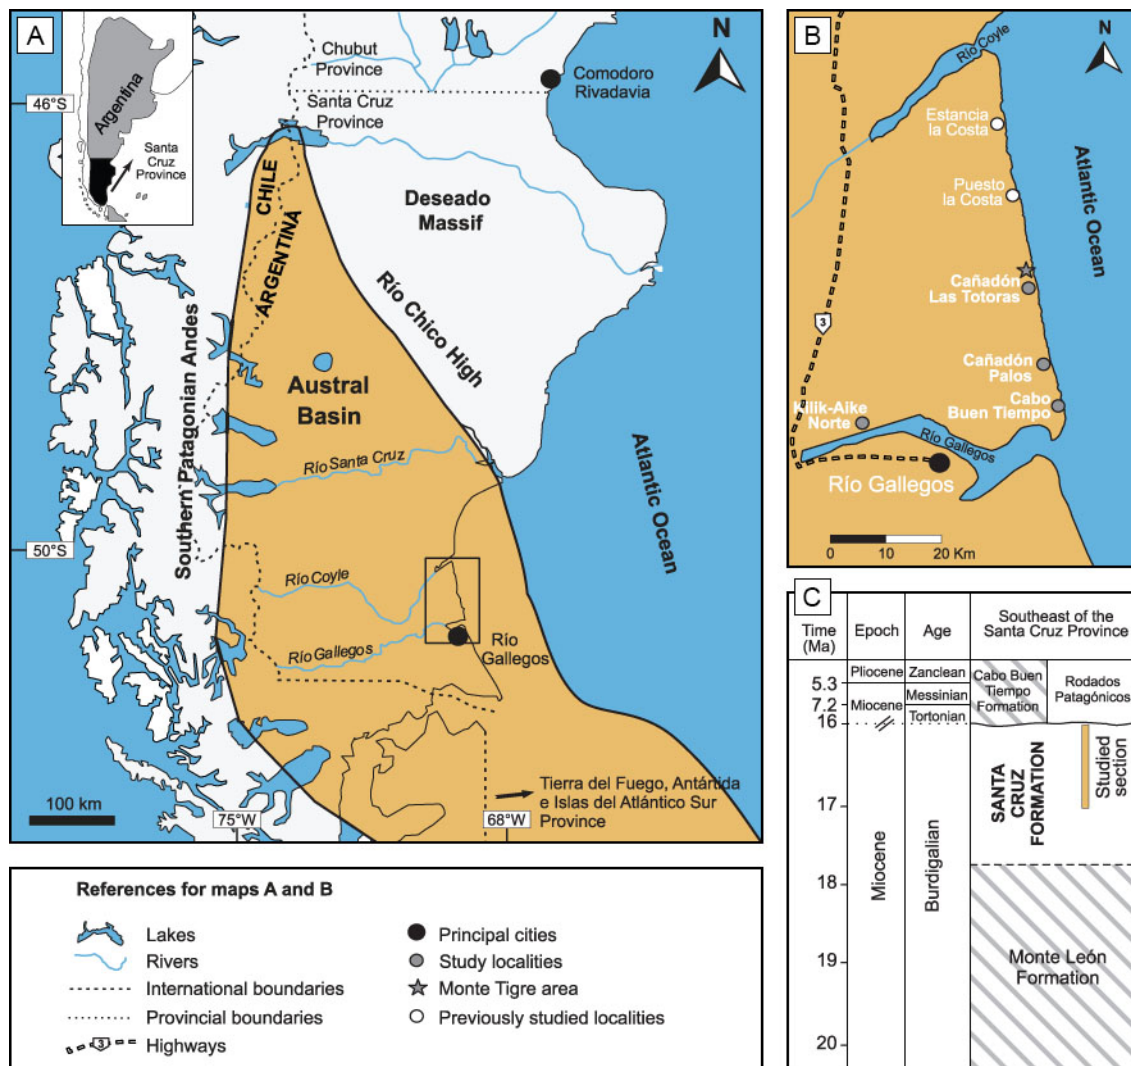 A
N
Chubut
Province
Comodoro
Rivadavia
Santa Cruz
Province
46°S
Argentina
Santa
Cruz
Province
CHILE
ARGENTINA
Deseado
Massif
Río Chico High
Southern Patagonian Andes
Austral
Basin
Río Santa Cruz
Atlantic Ocean
50°S
Río Coyle
Río Gallegos
Río
Gallegos
100 km
75°W
68°W
Tierra del Fuego, Antártida
e Islas del Atlántico Sur
Province
References for maps A and B
Lakes
Rivers
International boundaries
Provincial boundaries
3
Highways
Principal cities
Study localities
Monte Tigre area
Previously studied localities
B
N
Río Coyle
Estancia
la Costa
Puesto
la Costa
Atlantic Ocean
Cañadón
Las Totoras
3
Cañadón
Palos
Cabo
Buen Tiempo
Kilik-Aike
Norte
Río Gallegos
Río Gallegos
0 10 20 Km
C
Time
(Ma)
Epoch
Age
Southeast of the
Santa Cruz Province
Pliocene
Zanclean
Cabo Buen
Tiempo
Formation
Rodados
Patagónicos
5.3
Messinian
7.2
Miocene
Tortonian
16
SANTA
CRUZ
FORMATION
Studied
section
17
Miocene
Burdigalian
18
Monte León
Formation
19
20